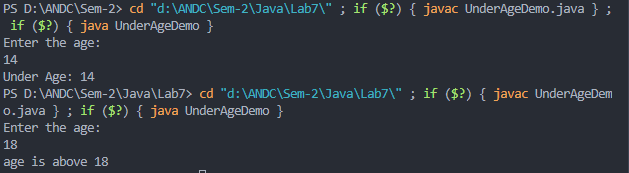 PS D:\ANDC\Sem-2> cd "d:\ANDC\Sem-2\Java\Lab7\" ; if ($?) { javac UnderAgeDemo.java } ;
 if ($?) { java UnderAgeDemo }
Enter the age:
14
Under Age: 14
PS D:\ANDC\Sem-2\Java\Lab7> cd "d:\ANDC\Sem-2\Java\Lab7\" ; if ($?) { javac UnderAgeDem
o.java } ; if ($?) { java UnderAgeDemo }
Enter the age:
18
age is above 18